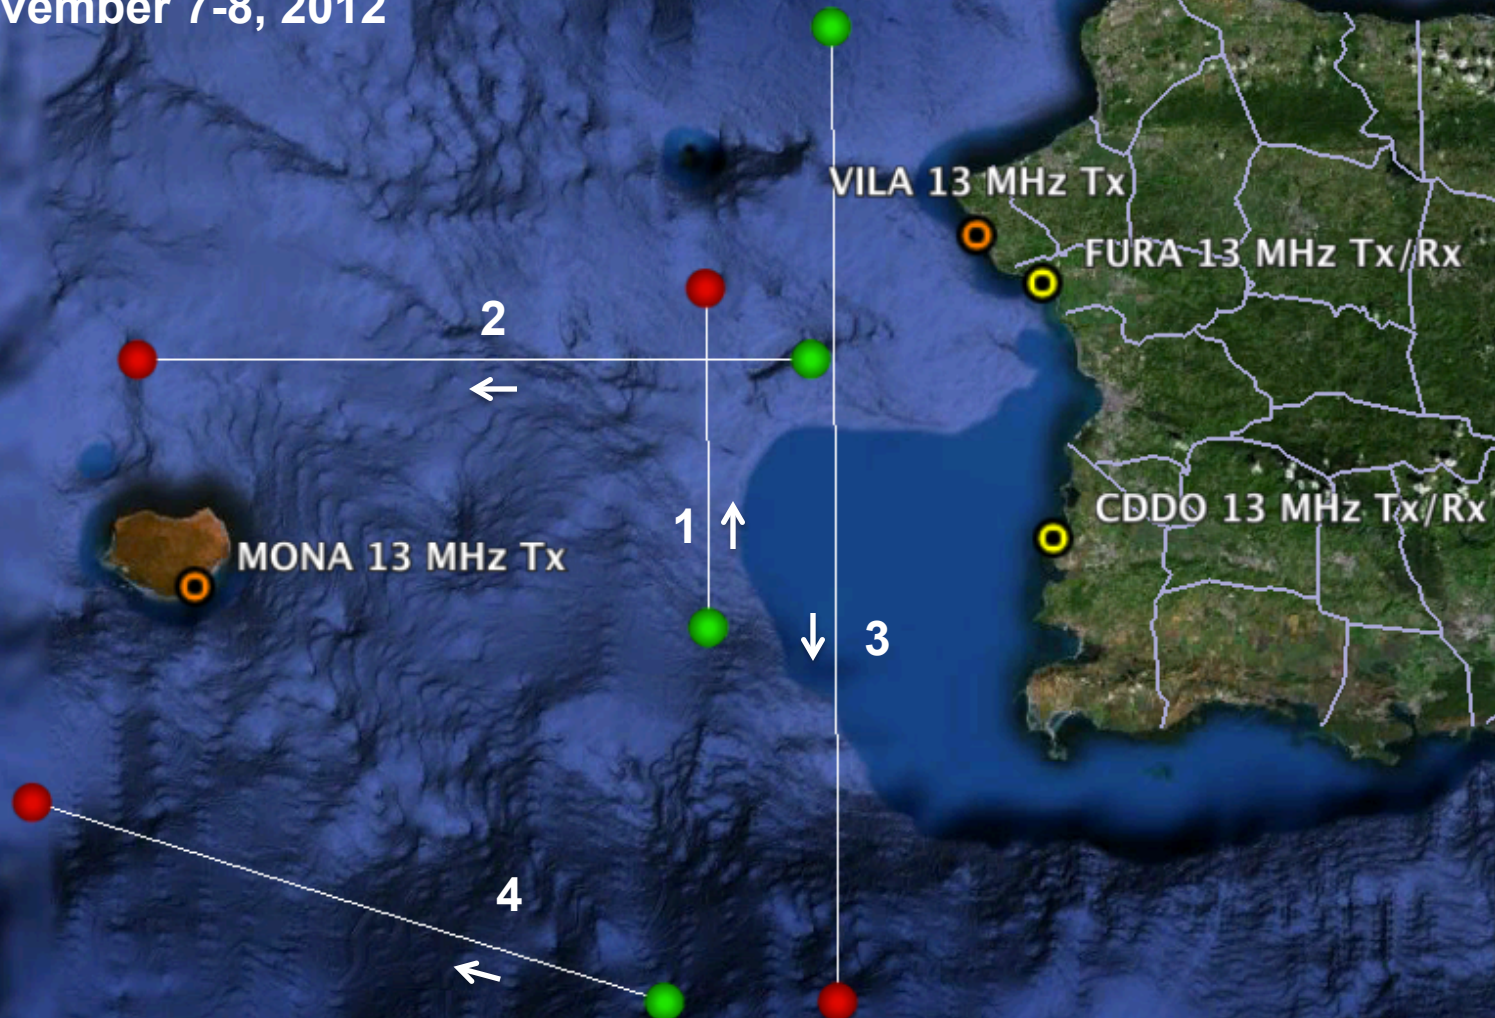 7-8, 2012
VILA 13 MHz Tx
FURA 13 MHz Tx/Rx
2
CDDO 13 MHz Tx/Rx
1
MONA 13 MHz Tx
3
4